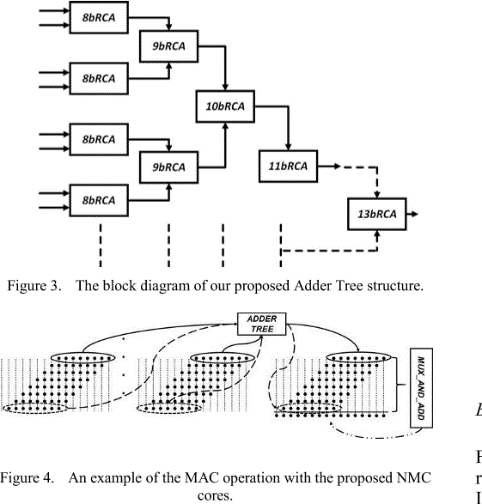 8bRCA
9bRCA
8bRCA
10bRCA
8bRCA
11bRCA
9bRCA
8bRCA
13bRCA
Figure 3. The block diagram of our proposed Adder Tree structure.
ADDER
TREE
MUX_AND_ADD
Figure 4. An example of the MAC operation with the proposed NMC
cores.